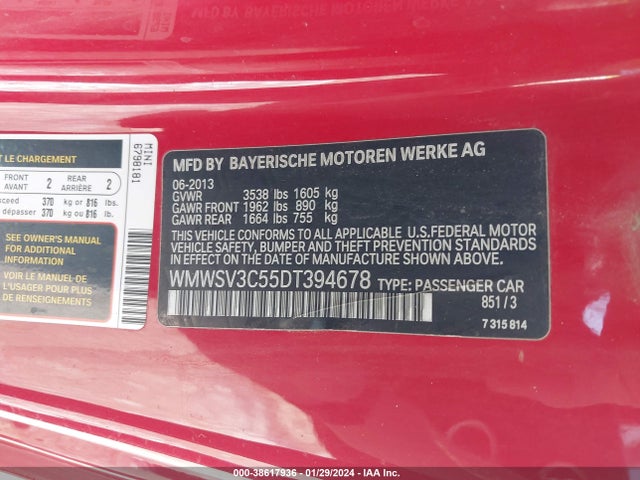 MFD BY BAYERISCHE MOTOREN WERKE AG
06-2013
GVWR 3538 lbs 1605 kg
GAWR FRONT 1962 lbs 890 kg
GAWR REAR 1664 lbs 755 kg
THIS VEHICLE CONFORMS TO ALL APPLICABLE U.S.FEDERAL MOTOR
VEHICLE SAFETY, BUMPER AND THEFT PREVENTION STANDARDS
IN EFFECT ON THE DATE OF MANUFACTURE SHOWN ABOVE.
WMWSV3C55DT394678 TYPE: PASSENGER CAR
851/3
7 315 814
MINI
6798181
LE CHARGEMENT
FRONT AVANT 2 REAR ARRIÈRE 2
370 kg or 816 lbs.
dépasser 370 kg ou 816 lb.
SEE OWNER'S MANUAL
FOR ADDITIONAL
INFORMATION
VOIR LE MANUEL
DE L'USAGER POUR
PLUS DE
RENSEIGNEMENTS
IMAGE: (000-38617936 - 01/29/2024 - IAA Inc.